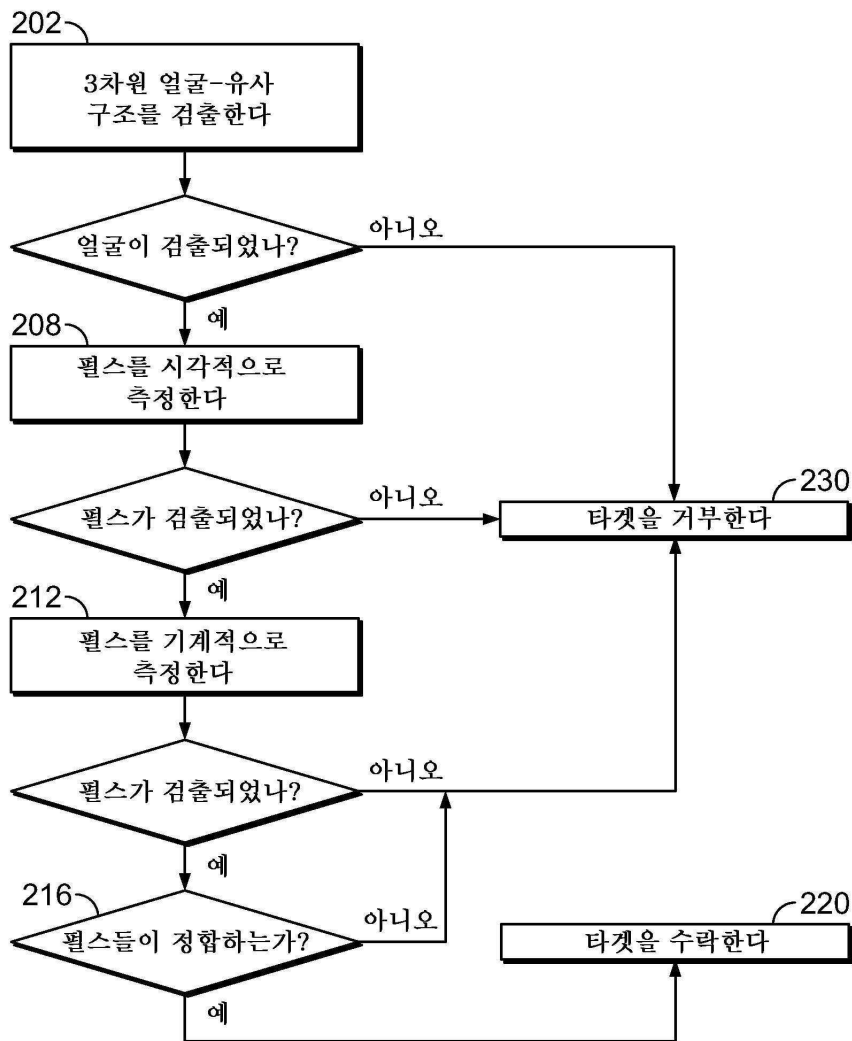 202
3차원 얼굴-유사
구조를 검출한다
얼굴이 검출되었나?
아니오
예
208
펄스를 시각적으로
측정한다
펄스가 검출되었나?
아니오
230
타겟을 거부한다
예
212
펄스를 기계적으로
측정한다
펄스가 검출되었나?
아니오
예
216
펄스들이 정합하는가?
아니오
220
타겟을 수락한다
예